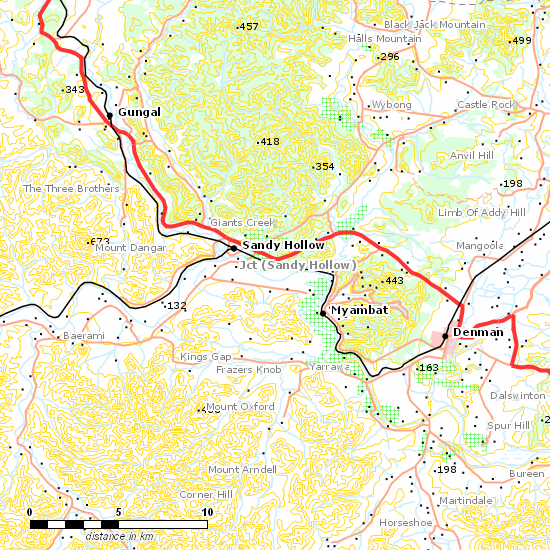 .457
Black Jack Mountain
Halls Mountain
.499
.296
.343
Wybong
Castle Rock
Gungal
.418
Anvil Hill
.354
.198
The Three Brothers
Limb Of Addy Hill
Giants Creek
.673
Mount Dangar
Sandy Hollow
Mangoola
Jct (Sandy Hollow)
.443
.132
Myambat
Baerami
Denman
Kings Gap
Frazers Knob
Yarrawa
.163
Dalswinton
Mount Oxford
Spur Hill
Mount Arndell
.198
Bureen
Corner Hill
Martindale
0 5 10
distance in km
Horseshoe